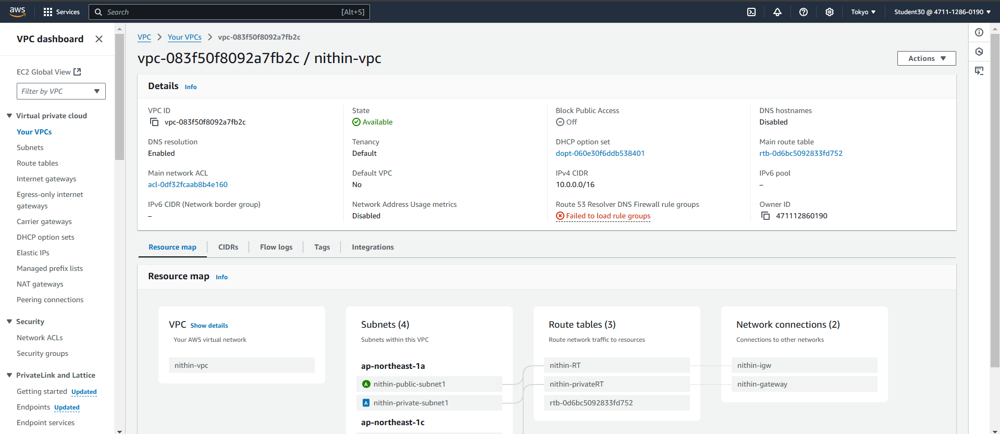 aws
Services
Search
[Alt+S]
Tokyo ▼
Student30 @ 4711-1286-0190 ▼
VPC dashboard
EC2 Global View
Filter by VPC
Virtual private cloud
Your VPCs
Subnets
Route tables
Internet gateways
Egress-only internet
gateways
Carrier gateways
DHCP option sets
Elastic IPs
Managed prefix lists
NAT gateways
Peering connections
Security
Network ACLs
Security groups
PrivateLink and Lattice
Getting started Updated
Endpoints Updated
Endpoint services
VPC > Your VPCs > vpc-083f50f8092a7fb2c
vpc-083f50f8092a7fb2c / nithin-vpc
Actions ▼
Details Info
VPC ID
vpc-083f50f8092a7fb2c
State
Available
Block Public Access
Off
DNS hostnames
Disabled
DNS resolution
Enabled
Tenancy
Default
DHCP option set
dopt-060e30f6ddb538401
Main route table
rtb-0d6bc5092833fd752
Main network ACL
acl-0df32fcaab8b4e160
Default VPC
No
IPv4 CIDR
10.0.0.0/16
IPv6 pool
–
IPv6 CIDR (Network border group)
–
Network Address Usage metrics
Disabled
Route 53 Resolver DNS Firewall rule groups
Failed to load rule groups
Owner ID
471112860190
Resource map
CIDRs
Flow logs
Tags
Integrations
Resource map Info
VPC Show details
Your AWS virtual network
nithin-vpc
Subnets (4)
Subnets within this VPC
ap-northeast-1a
A nithin-public-subnet1
A nithin-private-subnet1
ap-northeast-1c
Route tables (3)
Route network traffic to resources
nithin-RT
nithin-privateRT
rtb-0d6bc5092833fd752
Network connections (2)
Connections to other networks
nithin-igw
nithin-gateway